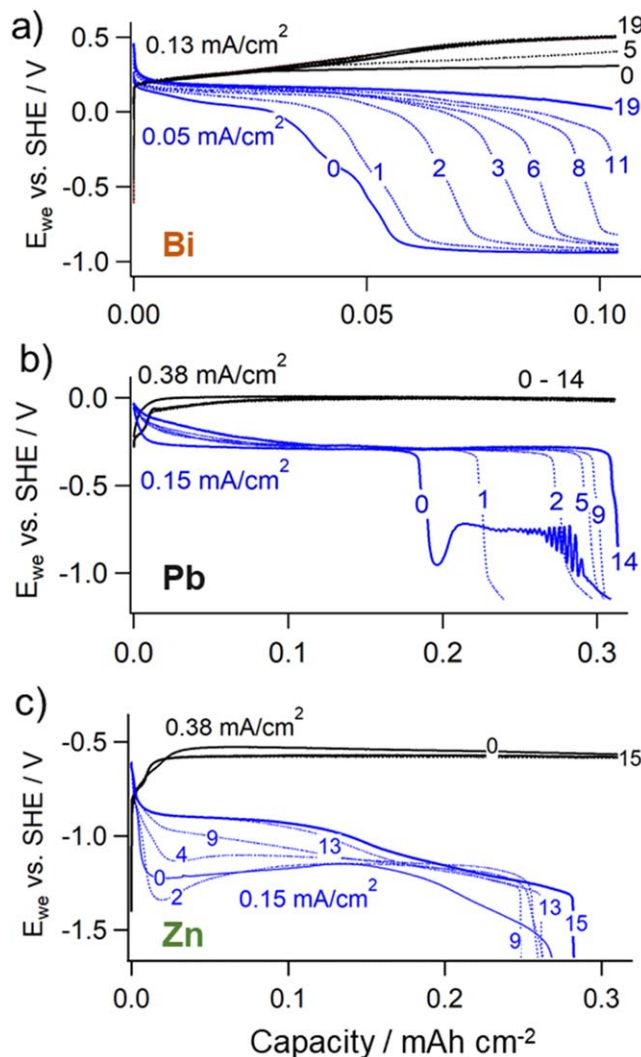 a)
E_we vs. SHE / V
0.5
0.0
-0.5
-1.0
0.13 mA/cm²
19
5
0
0.05 mA/cm²
19
0
1
2
3
6
8
11
Bi
0.00
0.05
0.10
b)
E_we vs. SHE / V
0.0
-0.5
-1.0
0.38 mA/cm²
0 - 14
0.15 mA/cm²
0
1
2
5
9
14
Pb
0.0
0.1
0.2
0.3
c)
E_we vs. SHE / V
-0.5
-1.0
-1.5
0.38 mA/cm²
0
15
9
13
4
0
2
0.15 mA/cm²
13
15
9
Zn
0.0
0.1
0.2
0.3
Capacity / mAh cm⁻²